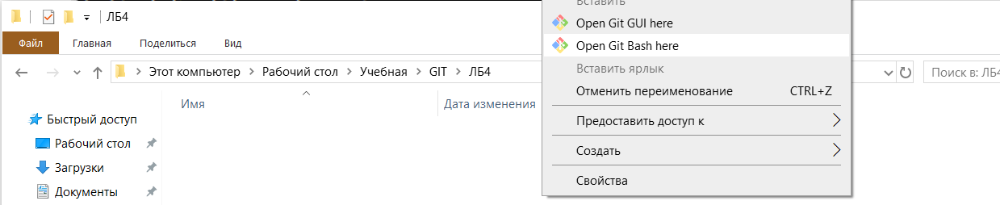 ЛБ4
Вставить
Файл Главная Поделиться Вид
Open Git GUI here
Open Git Bash here
Этот компьютер Рабочий стол Учебная GIT ЛБ4
Поиск в: ЛБ4
Вставить ярлык
Отменить переименование CTRL+Z
Имя Дата изменения
Быстрый доступ
Предоставить доступ к
Рабочий стол
Создать
Загрузки
Свойства
Документы